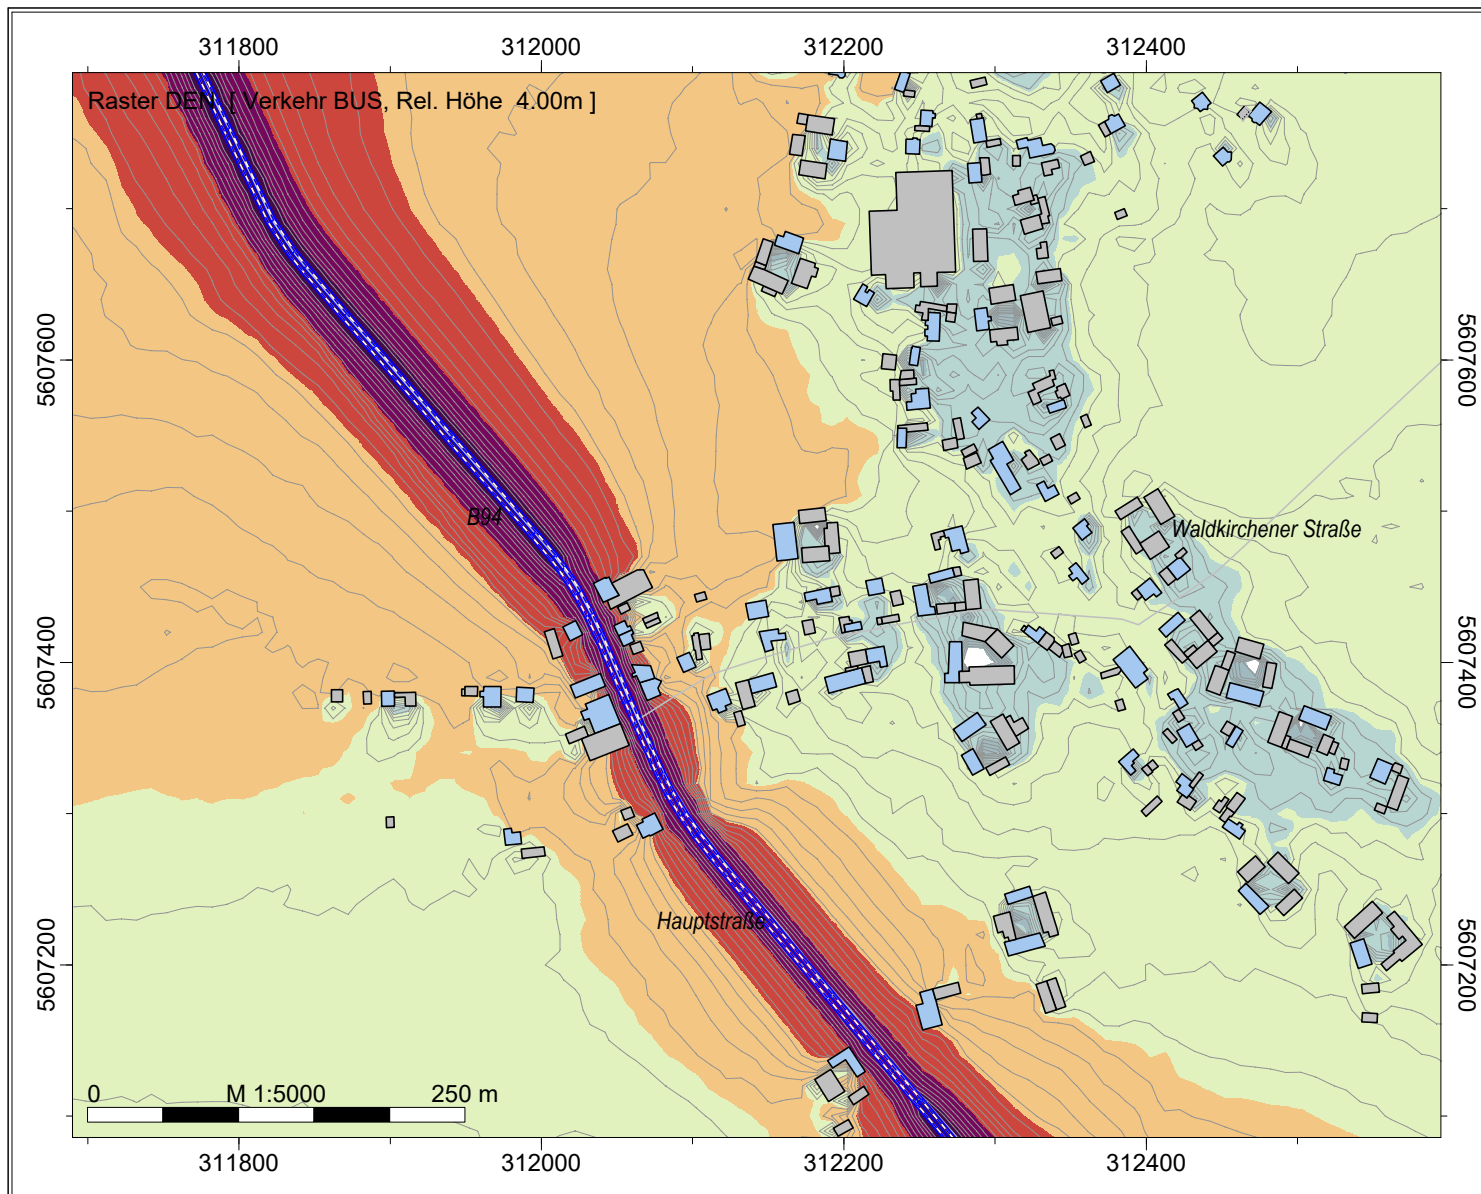 311800 312000 312200 312400
Raster DEN [ Verkehr BUS, Rel. Höhe 4.00m ]
5607600 5607600
B94
Waldkirchener Straße
5607400 5607400
Hauptstraße
5607200 5607200
0 M 1:5000 250 m
311800 312000 312200 312400